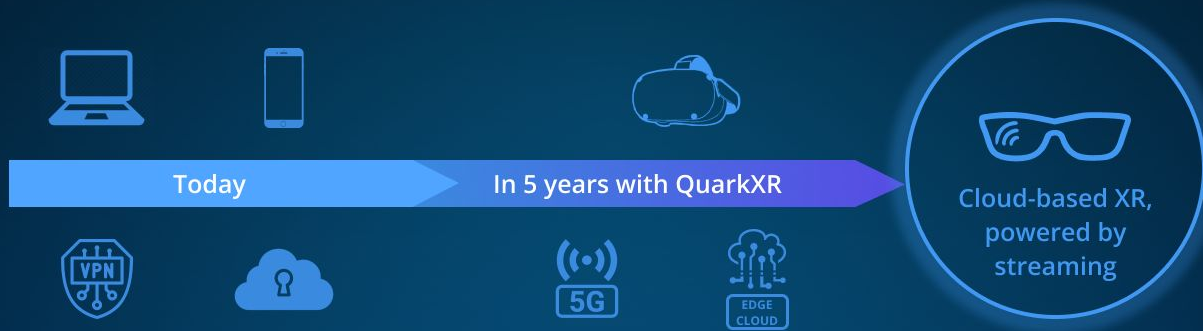 Today
In 5 years with QuarkXR
Cloud-based XR,
powered by
streaming
VPN
5G
EDGE
CLOUD